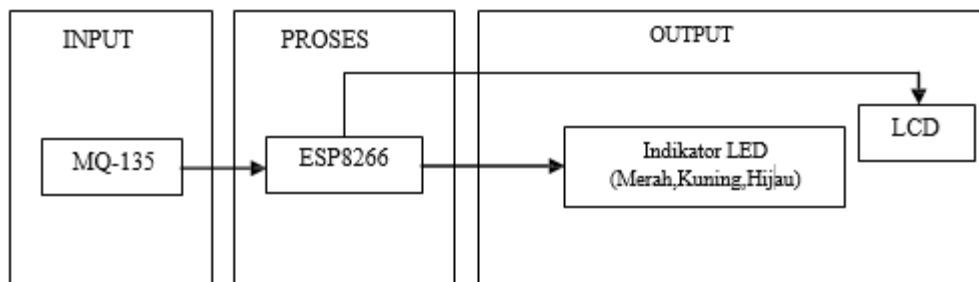 INPUT
PROSES
OUTPUT
MQ-135
ESP8266
Indikator LED
(Merah,Kuning,Hijau)
LCD